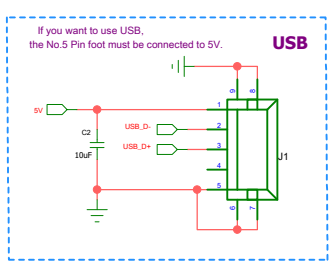 If you want to use USB,
the No.5 Pin foot must be connected to 5V.
USB
9
8
5V
1
C2
USB_D-
2
10uF
USB_D+
3
J1
4
5
6
7